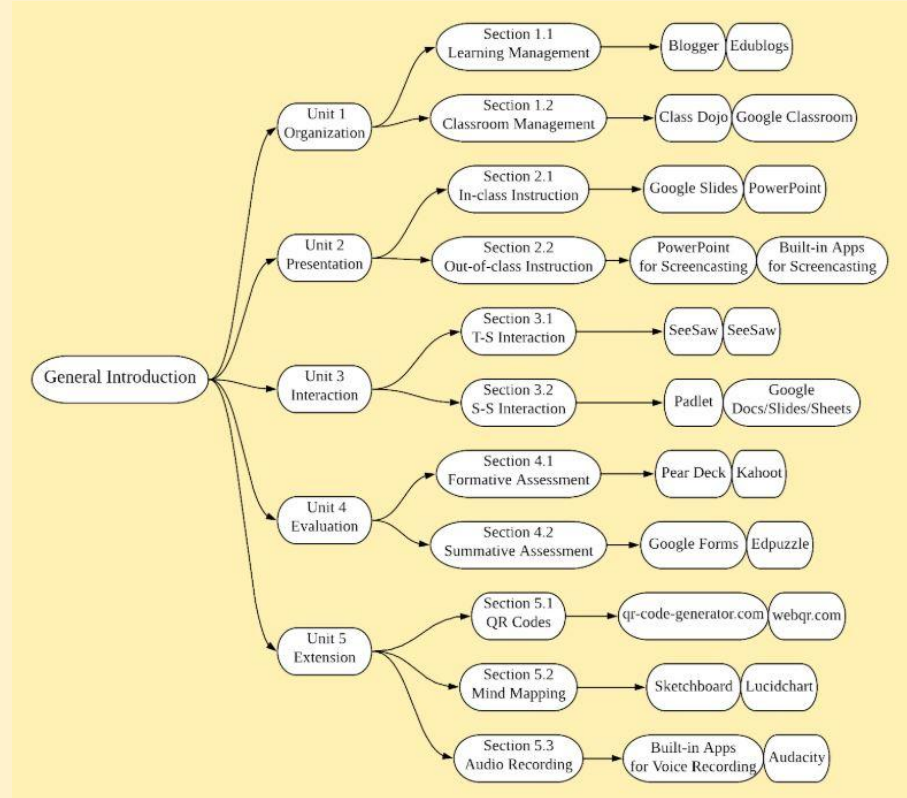 General Introduction
Unit 1
Organization
Section 1.1
Learning Management
Blogger
Edublogs
Section 1.2
Classroom Management
Class Dojo
Google Classroom
Unit 2
Presentation
Section 2.1
In-class Instruction
Google Slides
PowerPoint
Section 2.2
Out-of-class Instruction
PowerPoint
for Screencasting
Built-in Apps
for Screencasting
Unit 3
Interaction
Section 3.1
T-S Interaction
SeeSaw
SeeSaw
Section 3.2
S-S Interaction
Padlet
Google
Docs/Slides/Sheets
Unit 4
Evaluation
Section 4.1
Formative Assessment
Pear Deck
Kahoot
Section 4.2
Summative Assessment
Google Forms
Edpuzzle
Unit 5
Extension
Section 5.1
QR Codes
qr-code-generator.com
webqr.com
Section 5.2
Mind Mapping
Sketchboard
Lucidchart
Section 5.3
Audio Recording
Built-in Apps
for Voice Recording
Audacity